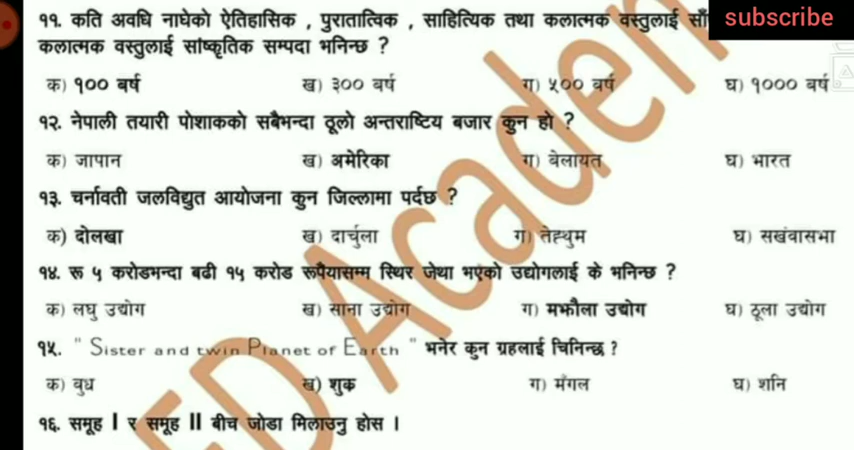 subscribe
११. कति अवधि नाघेको ऐतिहासिक , पुरातात्विक , साहित्यिक तथा कलात्मक वस्तुलाई
कलात्मक वस्तुलाई सांष्कृतिक सम्पदा भनिन्छ ?
क) १०० बर्ष ख) ३०० बर्ष ग) ५०० बर्ष घ) १००० बर्ष
१२. नेपाली तयारी पोशाकको सबैभन्दा ठूलो अन्तराष्टिय बजार कुन हो ?
क) जापान ख) अमेरिका ग) बेलायत घ) भारत
१३. चर्नावती जलविद्युत आयोजना कुन जिल्लामा पर्दछ ?
क) दोलखा ख) दार्चुला ग) तेह्थुम घ) सखंवासभा
१४. रू ५ करोडभन्दा बढी १५ करोड रूपैयासम्म स्थिर जेथा भएको उद्योगलाई के भनिन्छ ?
क) लघु उद्योग ख) साना उद्योग ग) मझौला उद्योग घ) ठूला उद्योग
१५. " Sister and twin Planet of Earth " भनेर कुन ग्रहलाई चिनिन्छ ?
क) बुध ख) शुक्र ग) मंगल घ) शनि
१६. समूह I र समूह II बीच जोडा मिलाउनु होस ।